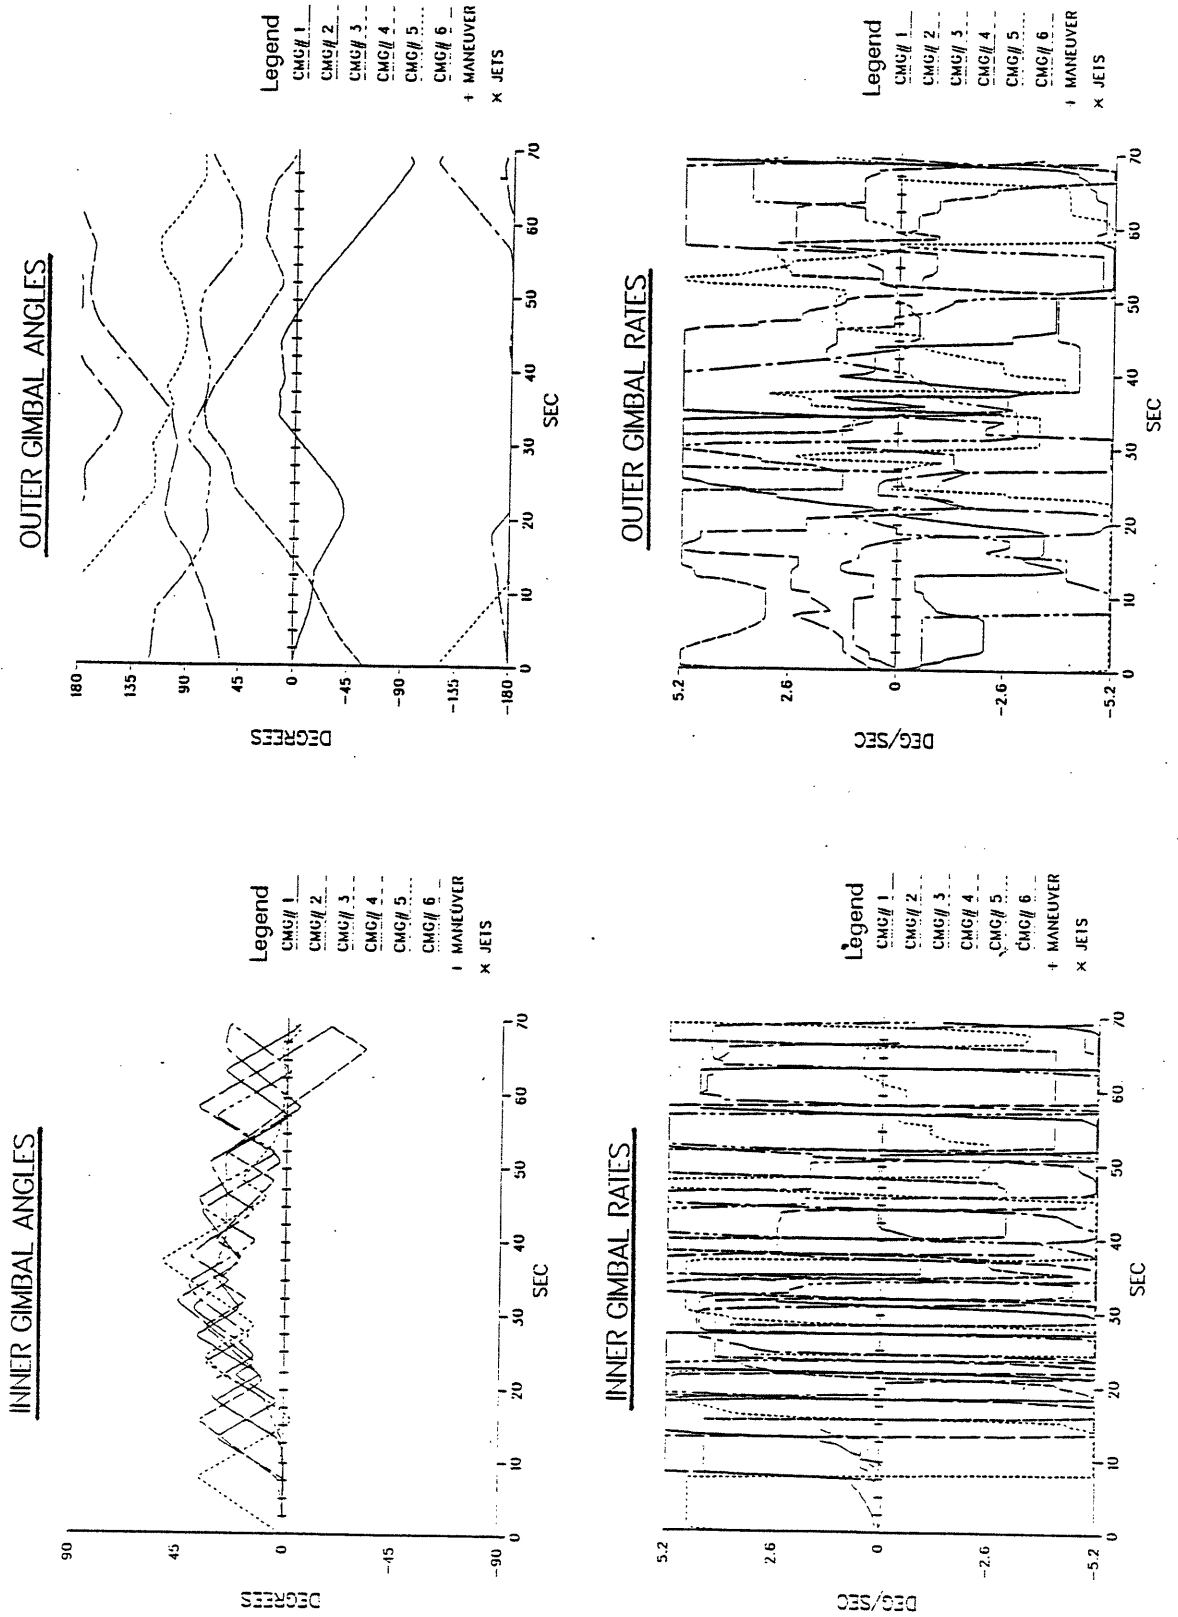 INNER GIMBAL ANGLES
DEGREES
90
45
0
-45
-90
0
10
20
30
40
50
60
70
SEC
Legend
CMG# 1
CMG# 2
CMG# 3
CMG# 4
CMG# 5
CMG# 6
+ MANEUVER
× JETS
OUTER GIMBAL ANGLES
DEGREES
180
135
90
45
0
-45
-90
-135
-180
0
10
20
30
40
50
60
70
SEC
Legend
CMG# 1
CMG# 2
CMG# 3
CMG# 4
CMG# 5
CMG# 6
+ MANEUVER
× JETS
INNER GIMBAL RATES
DEG/SEC
5.2
2.6
0
-2.6
-5.2
0
10
20
30
40
50
60
70
SEC
Legend
CMG# 1
CMG# 2
CMG# 3
CMG# 4
CMG# 5
CMG# 6
+ MANEUVER
× JETS
OUTER GIMBAL RATES
DEG/SEC
5.2
2.6
0
-2.6
-5.2
0
10
20
30
40
50
60
70
SEC
Legend
CMG# 1
CMG# 2
CMG# 3
CMG# 4
CMG# 5
CMG# 6
+ MANEUVER
× JETS